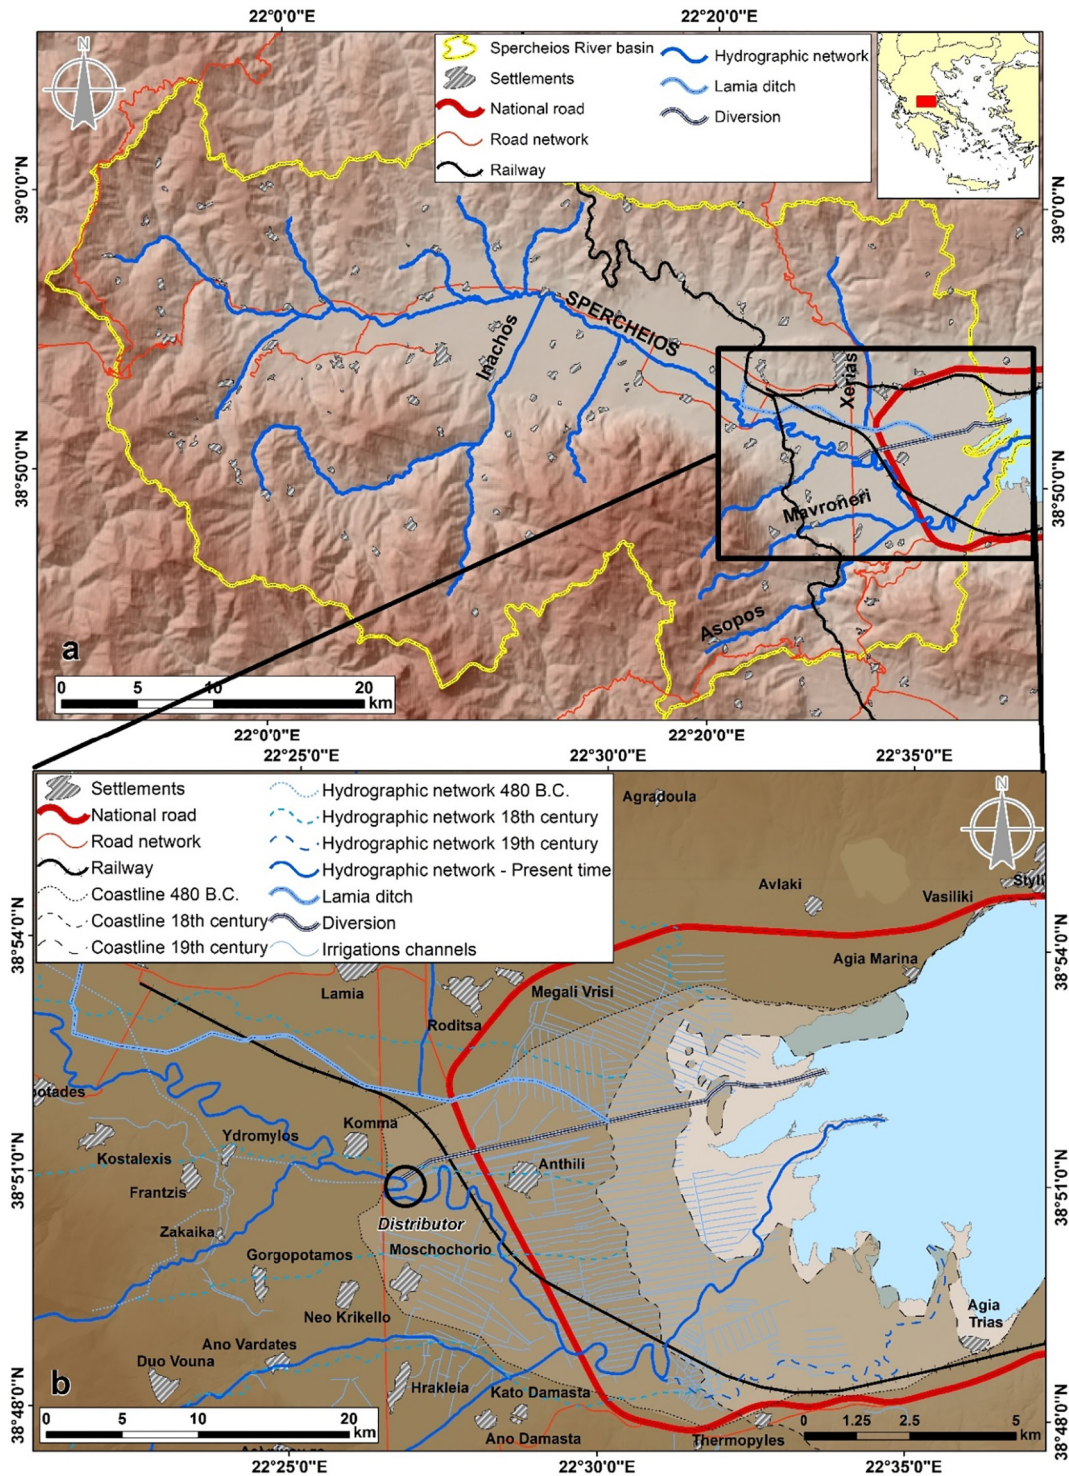 22°0'0"E
22°20'0"E
N
Spercheios River basin
Settlements
National road
Road network
Railway
Hydrographic network
Lamia ditch
Diversion
39°0'0"N
39°0'0"N
SPERCHEIOS
Inachos
Xerias
38°50'0"N
38°50'0"N
Mavroneri
Asopos
a
0 5 10 20
km
22°0'0"E
22°20'0"E
22°25'0"E
22°30'0"E
22°35'0"E
Settlements
National road
Road network
Railway
Coastline 480 B.C.
Coastline 18th century
Coastline 19th century
Hydrographic network 480 B.C.
Hydrographic network 18th century
Hydrographic network 19th century
Hydrographic network - Present time
Lamia ditch
Diversion
Irrigations channels
Agradoula
N
Avlaki
Vasiliki
Styli
38°54'0"N
38°54'0"N
Agia Marina
Lamia
Megali Vrisi
Roditsa
otades
Komma
Ydromylos
Kostalexis
38°51'0"N
38°51'0"N
Anthili
Frantzis
Distributor
Zakaika
Moschochorio
Gorgopotamos
Neo Krikello
Agia
Trias
Ano Vardates
Duo Vouna
Hrakleia
Kato Damasta
b
38°48'0"N
38°48'0"N
0 5 10 20
km
Ano Damasta
Thermopyles
0 1.25 2.5 5
km
22°25'0"E
22°30'0"E
22°35'0"E